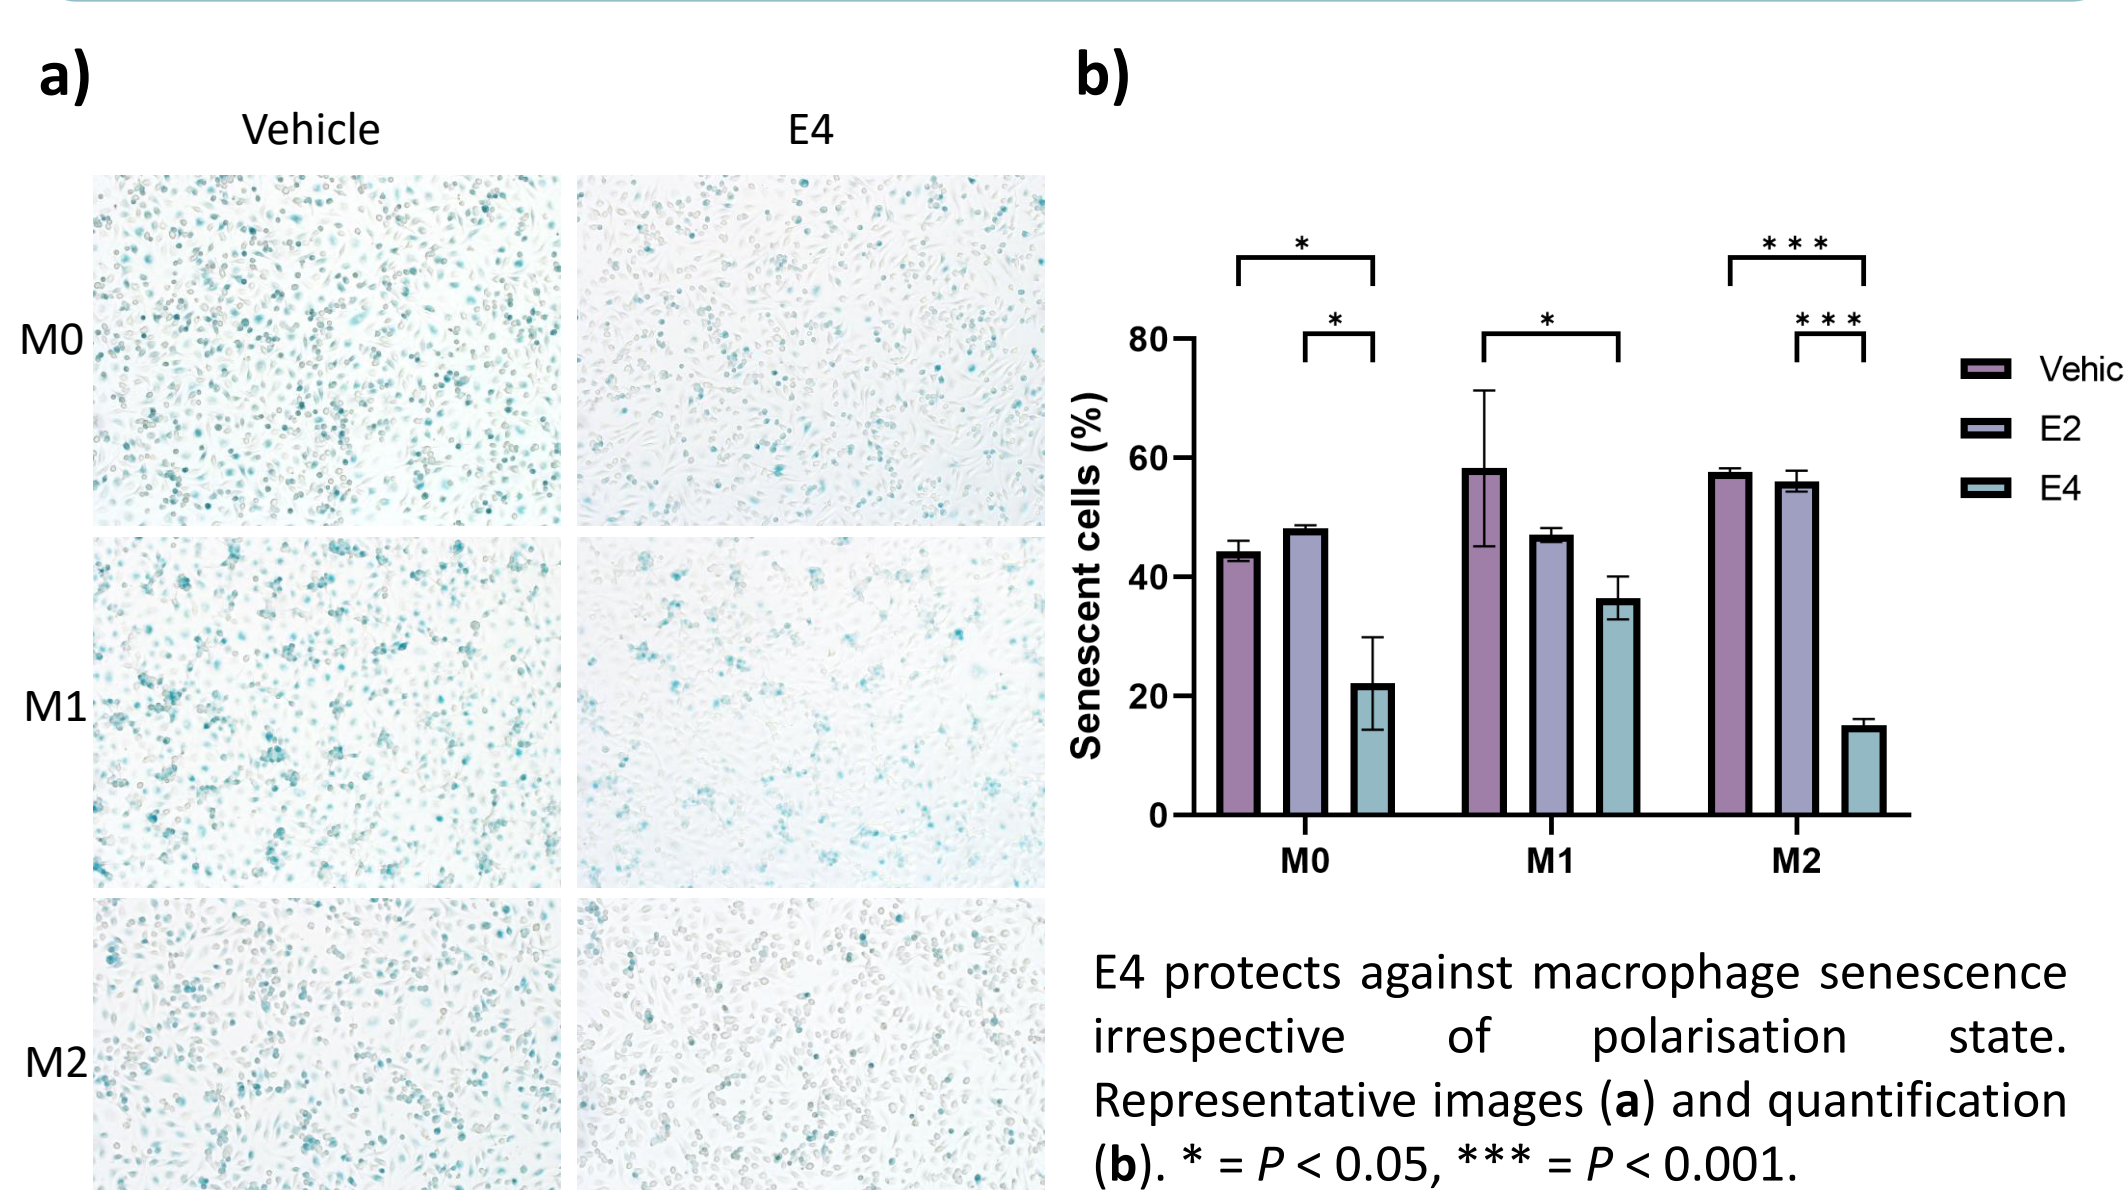 a)
Vehicle E4
M0
M1
M2
b)
* * * *
* * * * *
80
60
40
20
0
Senescent cells (%)
M0 M1 M2
Vehic
E2
E4
E4 protects against macrophage senescence
irrespective of polarisation state.
Representative images (a) and quantification
(b). * = P < 0.05, *** = P < 0.001.